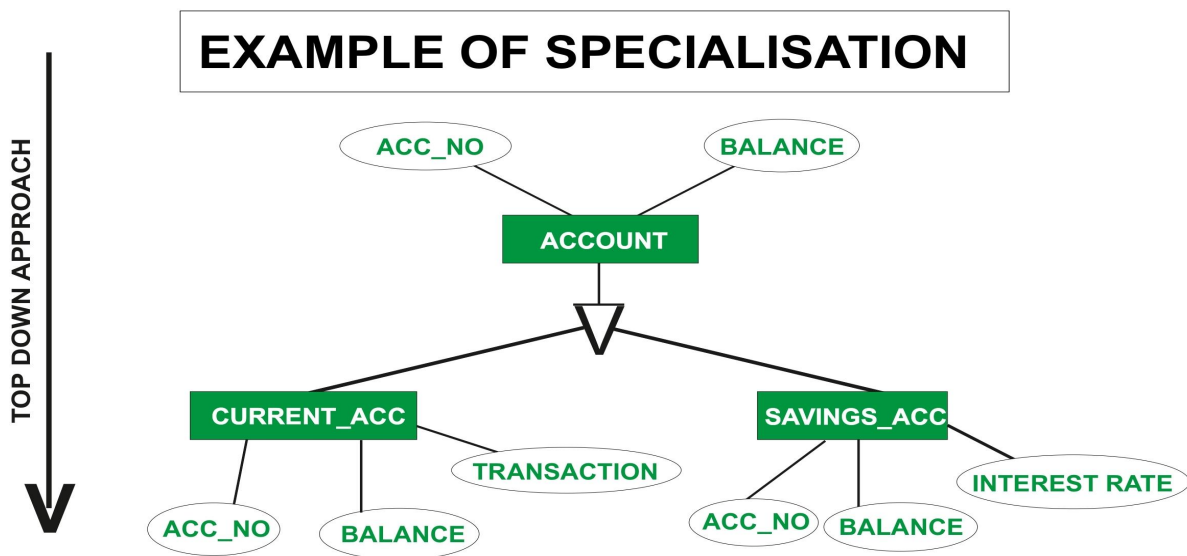 EXAMPLE OF SPECIALISATION
TOP DOWN APPROACH
ACC_NO
BALANCE
ACCOUNT
CURRENT_ACC
SAVINGS_ACC
TRANSACTION
INTEREST RATE
ACC_NO
BALANCE
ACC_NO
BALANCE